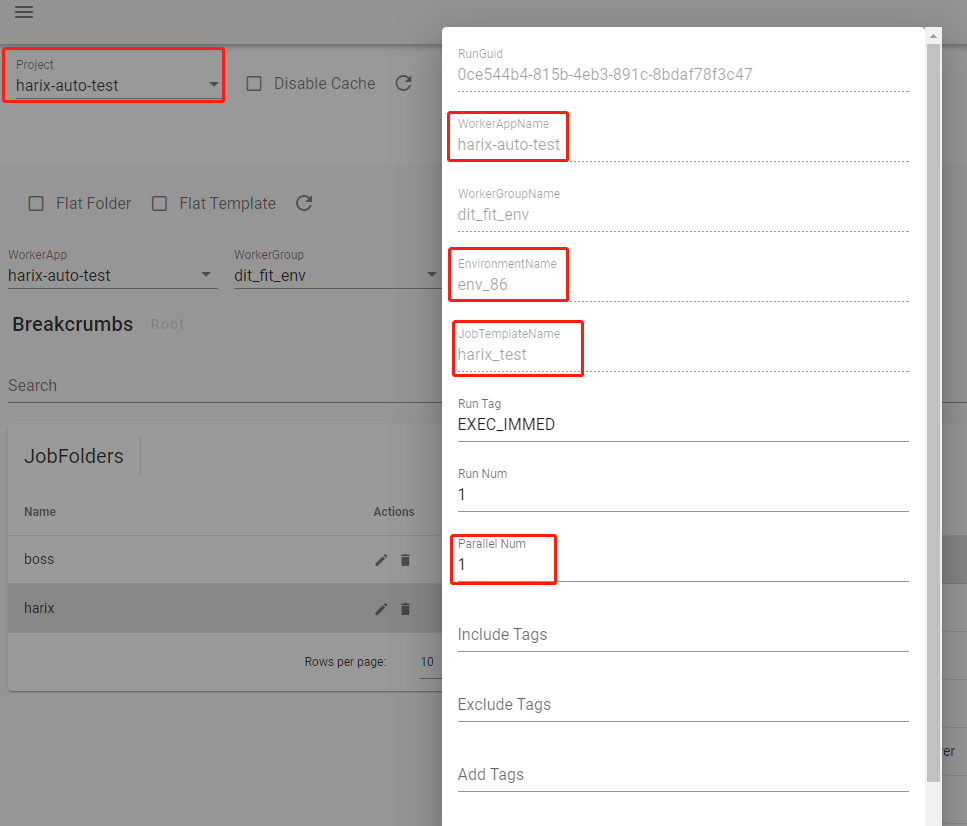 Project
harix-auto-test
Disable Cache
Flat Folder
Flat Template
WorkerApp
harix-auto-test
WorkerGroup
dit_fit_env
Breakcrumbs
Root
Search
JobFolders
Name
Actions
boss
harix
Rows per page:
10
RunGuid
0ce544b4-815b-4eb3-891c-8bdaf78f3c47
WorkerAppName
harix-auto-test
WorkerGroupName
dit_fit_env
EnvironmentName
env_86
JobTemplateName
harix_test
Run Tag
EXEC_IMMED
Run Num
1
Parallel Num
1
Include Tags
Exclude Tags
Add Tags